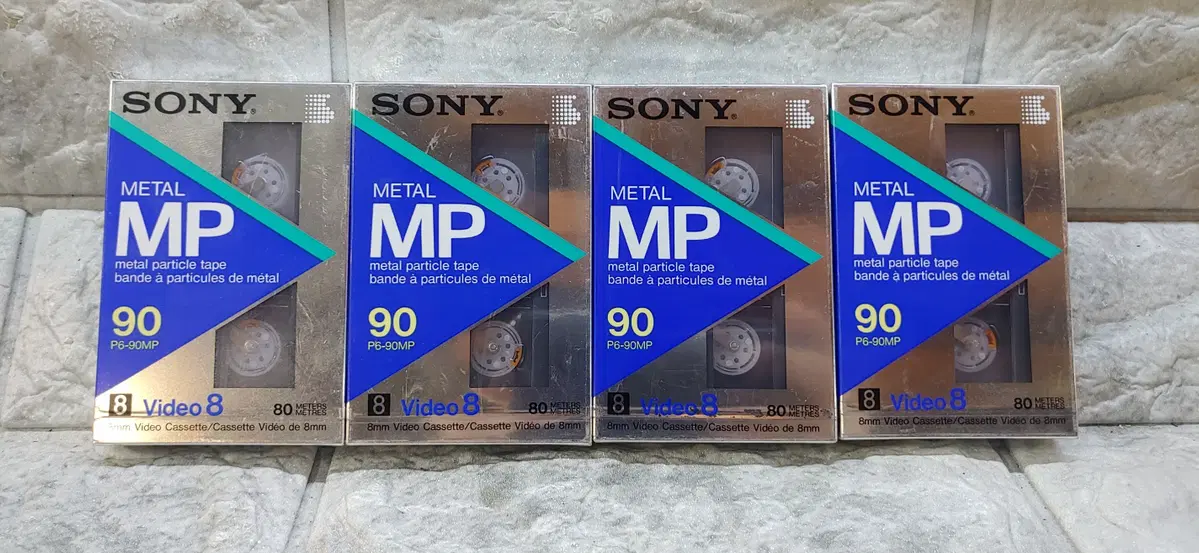 SONY®
METAL
MP
metal particle tape
bande à particules de métal
90
P6-90MP
8 Video 8 80 METERS MÈTRES
8mm Video Cassette/Cassette Vidéo de 8mm
SONY®
METAL
MP
metal particle tape
bande à particules de métal
90
P6-90MP
8 Video 8 80 METERS MÈTRES
8mm Video Cassette/Cassette Vidéo de 8mm
SONY®
METAL
MP
metal particle tape
bande à particules de métal
90
P6-90MP
8 Video 8 80 METERS MÈTRES
8mm Video Cassette/Cassette Vidéo de 8mm
SONY®
METAL
MP
metal particle tape
bande à particules de métal
90
P6-90MP
8 Video 8 80 METERS MÈTRES
8mm Video Cassette/Cassette Vidéo de 8mm